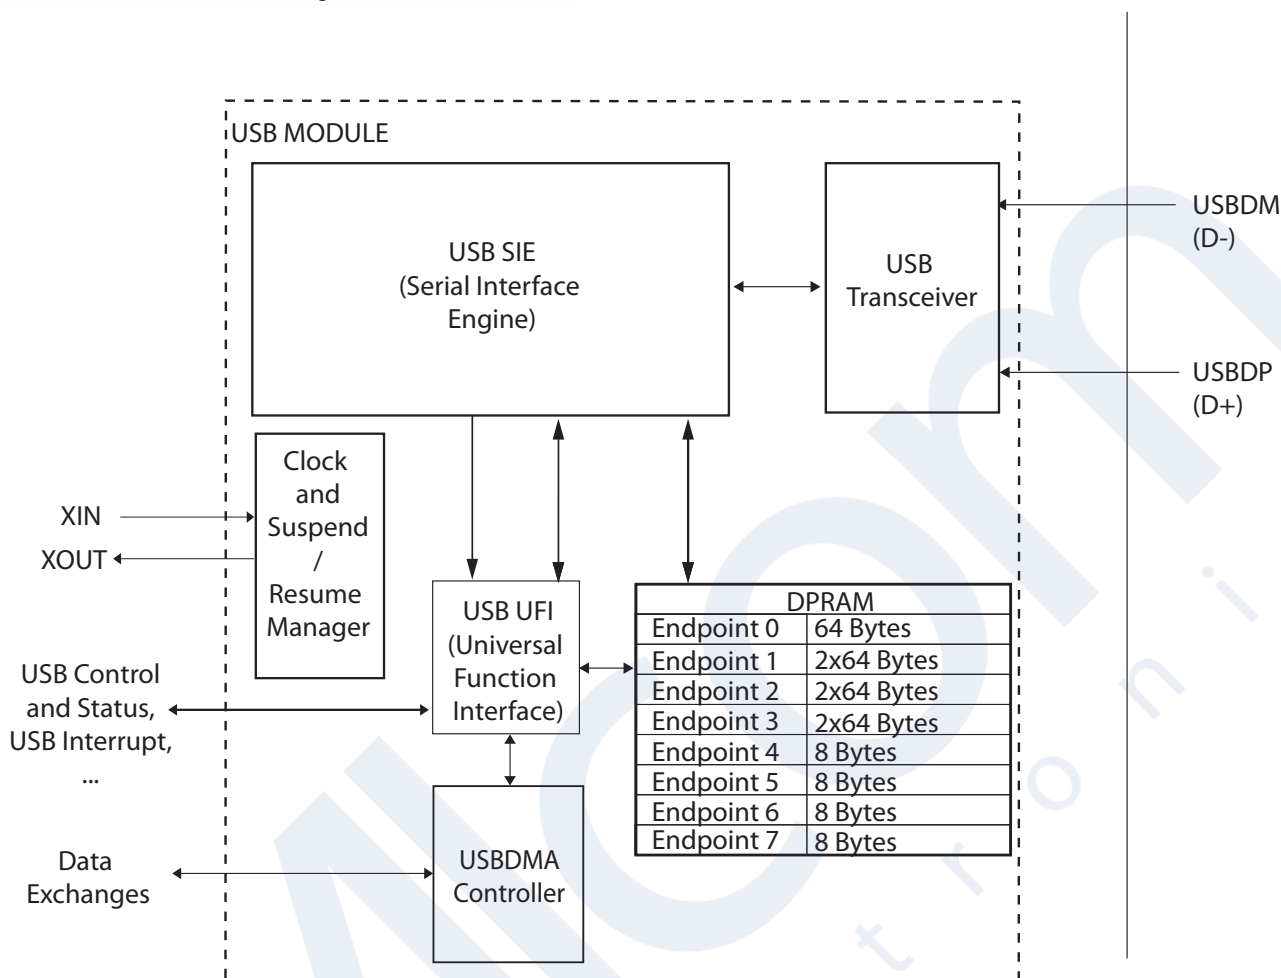 USB MODULE
USB SIE
(Serial Interface
Engine)
USB
Transceiver
USBDM
(D-)
USBDP
(D+)
Clock
and
Suspend
/
Resume
Manager
XIN
XOUT
USB UFI
(Universal
Function
Interface)
DPRAM
Endpoint 0 64 Bytes
Endpoint 1 2x64 Bytes
Endpoint 2 2x64 Bytes
Endpoint 3 2x64 Bytes
Endpoint 4 8 Bytes
Endpoint 5 8 Bytes
Endpoint 6 8 Bytes
Endpoint 7 8 Bytes
USB Control
and Status,
USB Interrupt,
...
USBDMA
Controller
Data
Exchanges